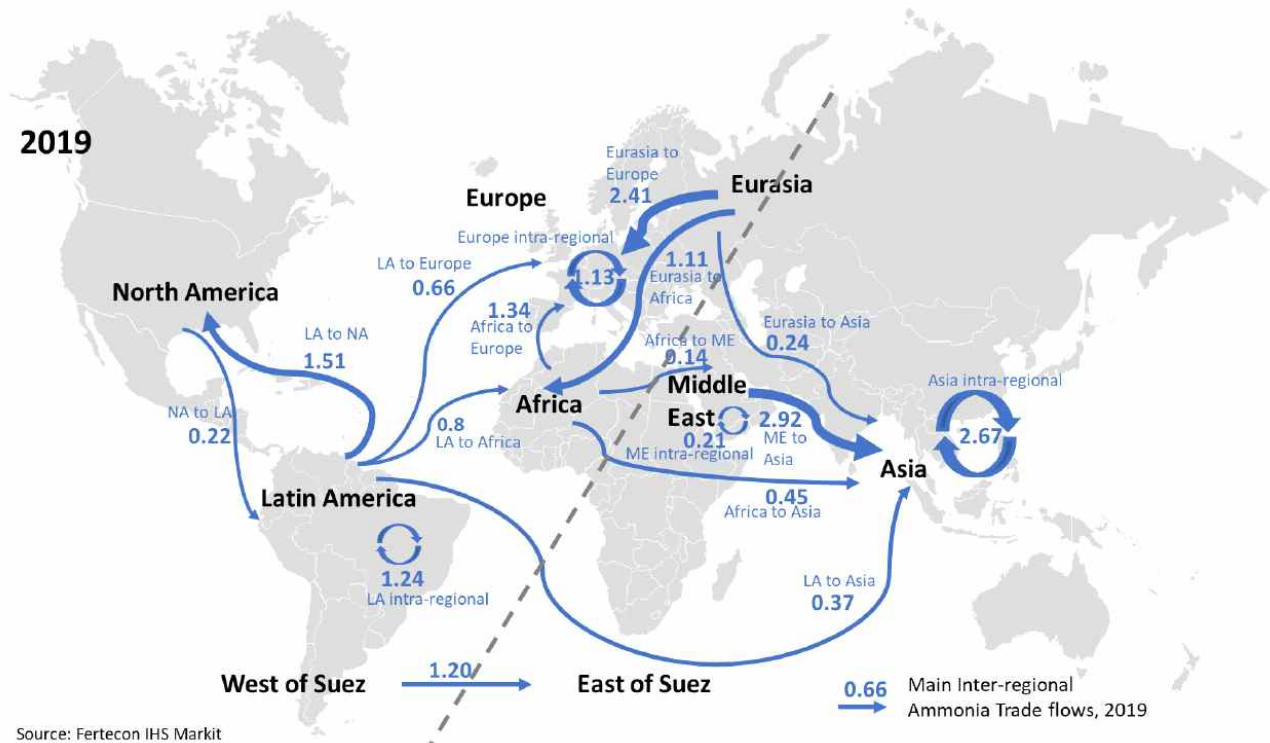 2019
Eurasia to
Europe
2.41
Eurasia
Europe
Europe intra-regional
1.13
LA to Europe
0.66
1.11
Eurasia to
Africa
North America
LA to NA
1.51
1.34
Africa to
Europe
Eurasia to Asia
0.24
Africa to ME
0.14
Middle
East
0.21
ME intra-regional
2.92
ME to
Asia
Asia intra-regional
2.67
Africa
0.8
LA to Africa
NA to LA
0.22
Asia
0.45
Africa to Asia
Latin America
1.24
LA intra-regional
LA to Asia
0.37
West of Suez
1.20
East of Suez
0.66
Main Inter-regional
Ammonia Trade flows, 2019
Source: Fertecon IHS Markit